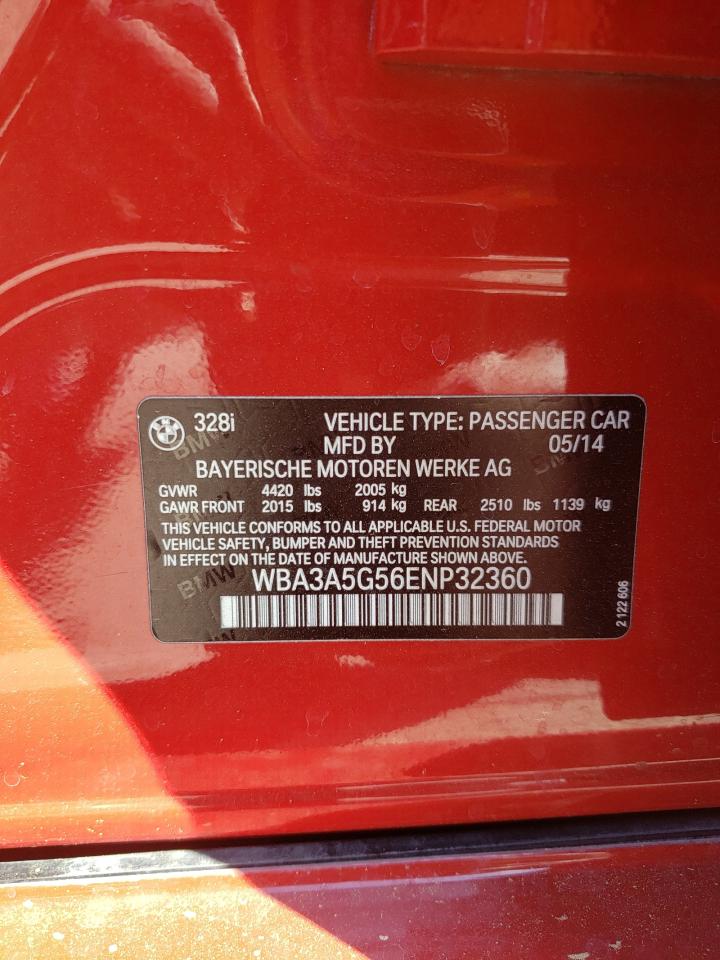 328i VEHICLE TYPE: PASSENGER CAR
MFD BY 05/14
BAYERISCHE MOTOREN WERKE AG
GVWR 4420 lbs 2005 kg
GAWR FRONT 2015 lbs 914 kg REAR 2510 lbs 1139 kg
THIS VEHICLE CONFORMS TO ALL APPLICABLE U.S. FEDERAL MOTOR
VEHICLE SAFETY, BUMPER AND THEFT PREVENTION STANDARDS
IN EFFECT ON THE DATE OF MANUFACTURE SHOWN ABOVE.
WBA3A5G56ENP32360
2 122 606
BMW
BMW
BMW